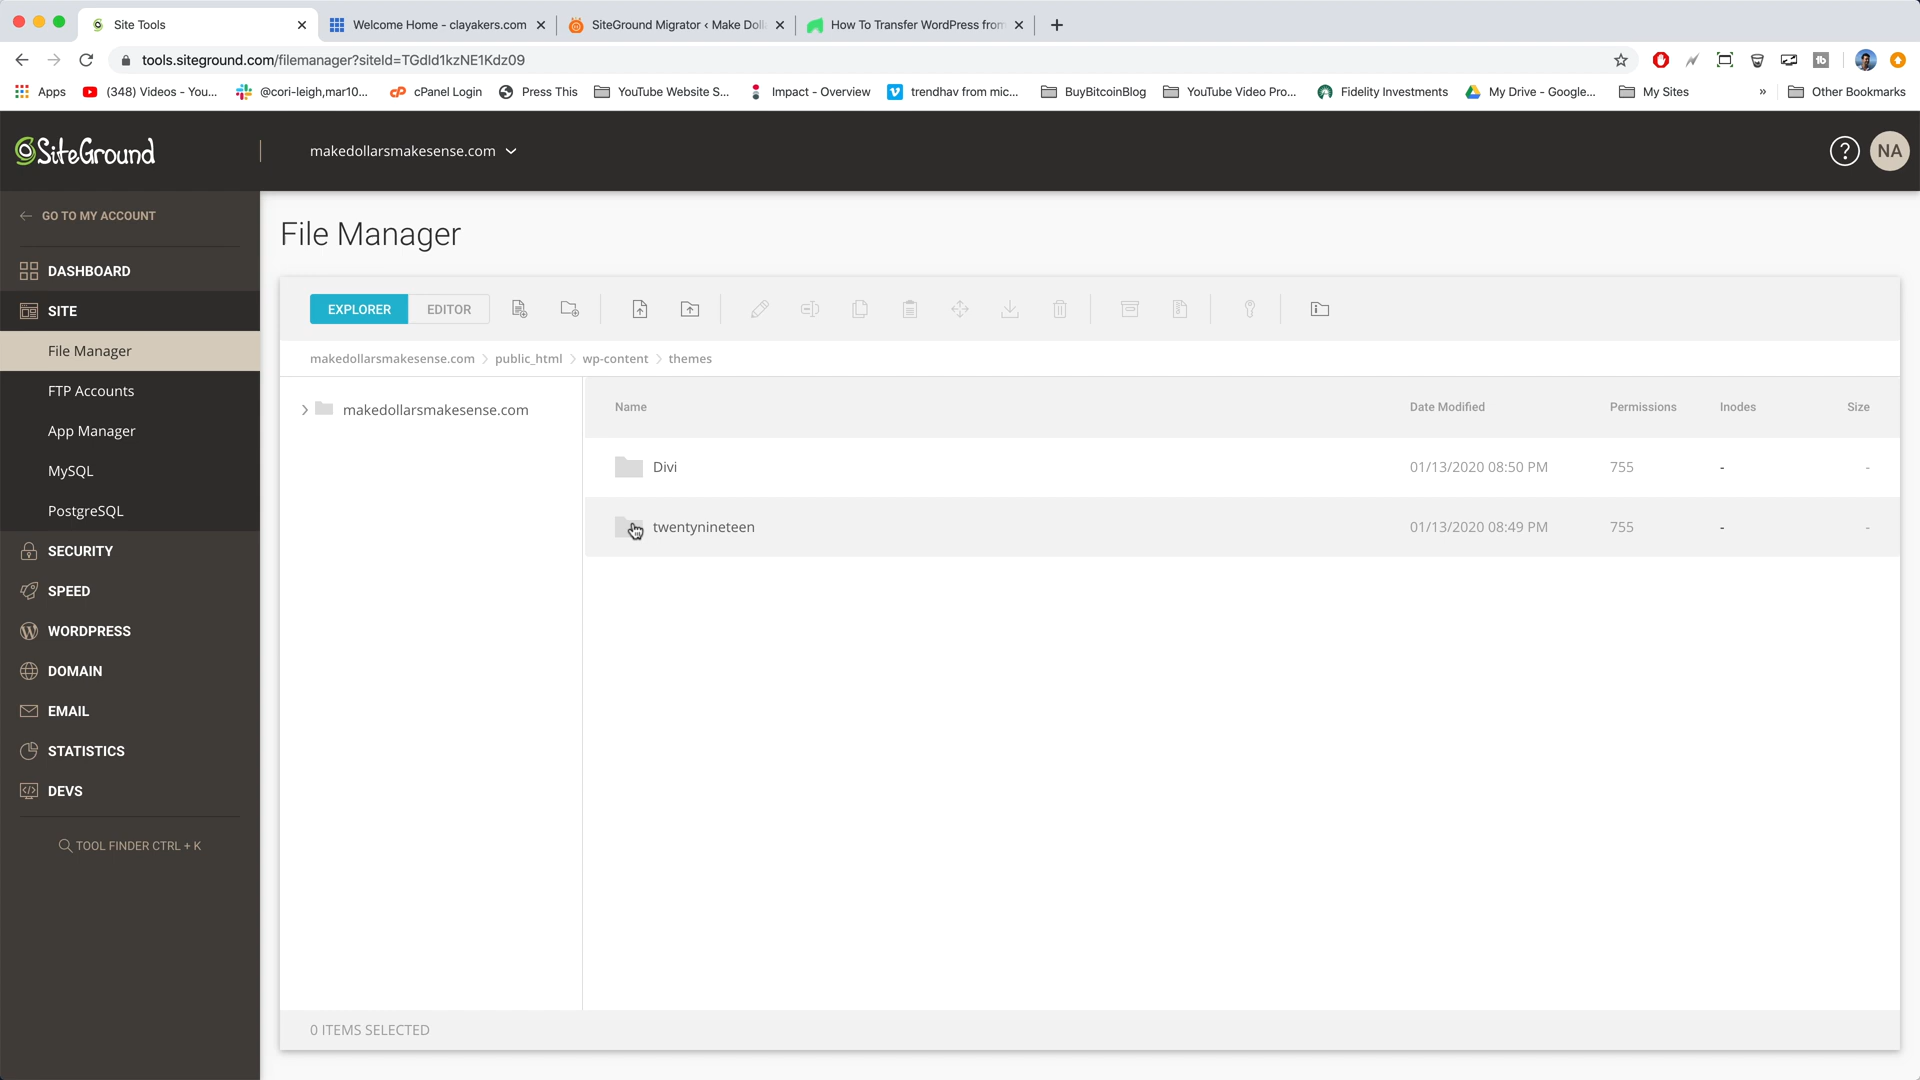 Site Tools
Welcome Home - clayakers.com
SiteGround Migrator ‹ Make Doll
How To Transfer WordPress from
tools.siteground.com/filemanager?siteId=TGdld1kzNE1Kdz09
Apps
(348) Videos - You...
@cori-leigh,mar10...
cPanel Login
Press This
YouTube Website S...
Impact - Overview
trendhav from mic...
BuyBitcoinBlog
YouTube Video Pro...
Fidelity Investments
My Drive - Google...
My Sites
»
Other Bookmarks
SiteGround
makedollarsmakesense.com
?
NA
GO TO MY ACCOUNT
DASHBOARD
SITE
File Manager
FTP Accounts
App Manager
MySQL
PostgreSQL
SECURITY
SPEED
WORDPRESS
DOMAIN
EMAIL
STATISTICS
DEVS
TOOL FINDER CTRL + K
File Manager
EXPLORER
EDITOR
makedollarsmakesense.com > public_html > wp-content > themes
makedollarsmakesense.com
Name Date Modified Permissions Inodes Size
Divi 01/13/2020 08:50 PM 755 - -
twentynineteen 01/13/2020 08:49 PM 755 - -
0 ITEMS SELECTED